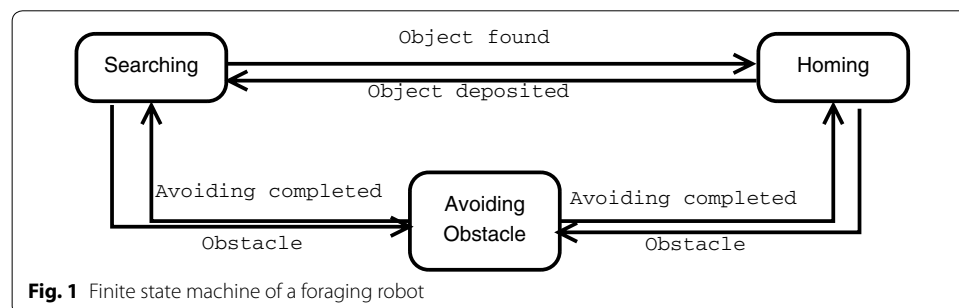 Object found
Searching
Homing
Object deposited
Avoiding completed
Avoiding
Obstacle
Avoiding completed
Obstacle
Obstacle
Fig. 1 Finite state machine of a foraging robot